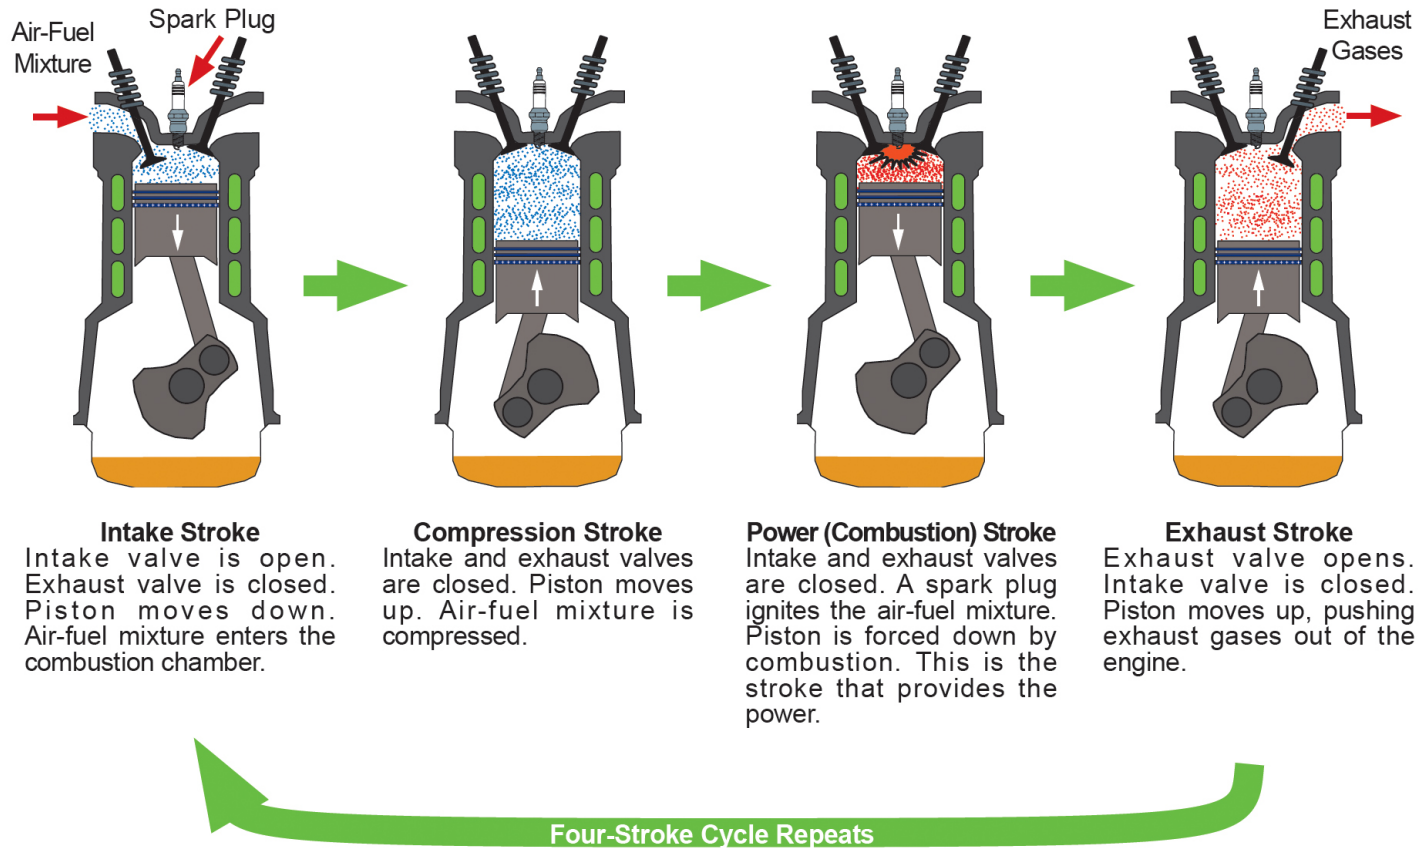 Air-Fuel
Mixture
Spark Plug
Exhaust
Gases
Intake Stroke
Intake valve is open.
Exhaust valve is closed.
Piston moves down.
Air-fuel mixture enters the
combustion chamber.
Compression Stroke
Intake and exhaust valves
are closed. Piston moves
up. Air-fuel mixture is
compressed.
Power (Combustion) Stroke
Intake and exhaust valves
are closed. A spark plug
ignites the air-fuel mixture.
Piston is forced down by
combustion. This is the
stroke that provides the
power.
Exhaust Stroke
Exhaust valve opens.
Intake valve is closed.
Piston moves up, pushing
exhaust gases out of the
engine.
Four-Stroke Cycle Repeats